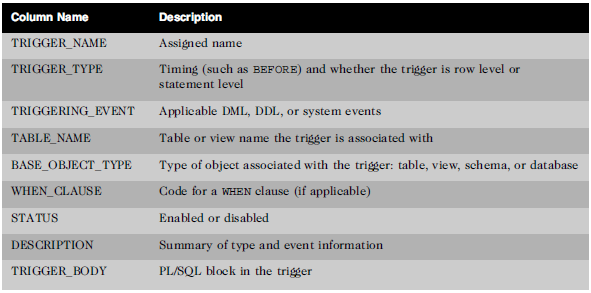 Column Name Description
TRIGGER_NAME Assigned name
TRIGGER_TYPE Timing (such as BEFORE) and whether the trigger is row level or
statement level
TRIGGERING_EVENT Applicable DML, DDL, or system events
TABLE_NAME Table or view name the trigger is associated with
BASE_OBJECT_TYPE Type of object associated with the trigger: table, view, schema, or database
WHEN_CLAUSE Code for a WHEN clause (if applicable)
STATUS Enabled or disabled
DESCRIPTION Summary of type and event information
TRIGGER_BODY PL/SQL block in the trigger